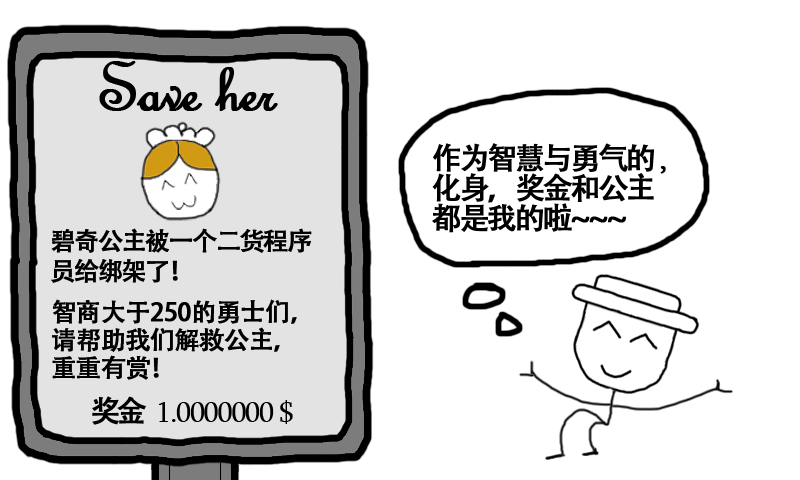 Save her
碧奇公主被一个二货程序
员给绑架了!
智商大于250的勇士们,
请帮助我们解救公主,
重重有赏!
奖金 1.0000000 $
作为智慧与勇气的,
化身, 奖金和公主
都是我的啦~~~